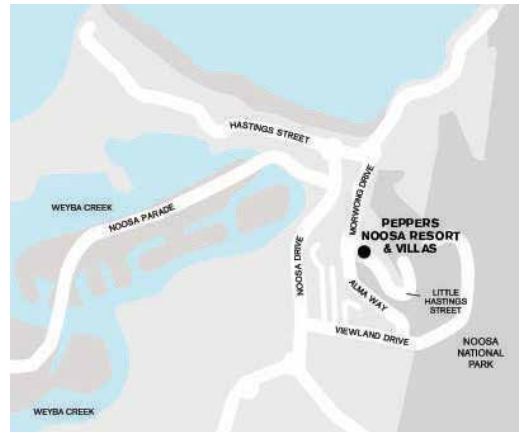 HASTINGS STREET
MORWONG DRIVE
WEYBA CREEK
NOOSA PARADE
PEPPERS
NOOSA RESORT
& VILLAS
NOOSA DRIVE
ALMA WAY
LITTLE
HASTINGS
STREET
VIEWLAND DRIVE
NOOSA
NATIONAL
PARK
WEYBA CREEK